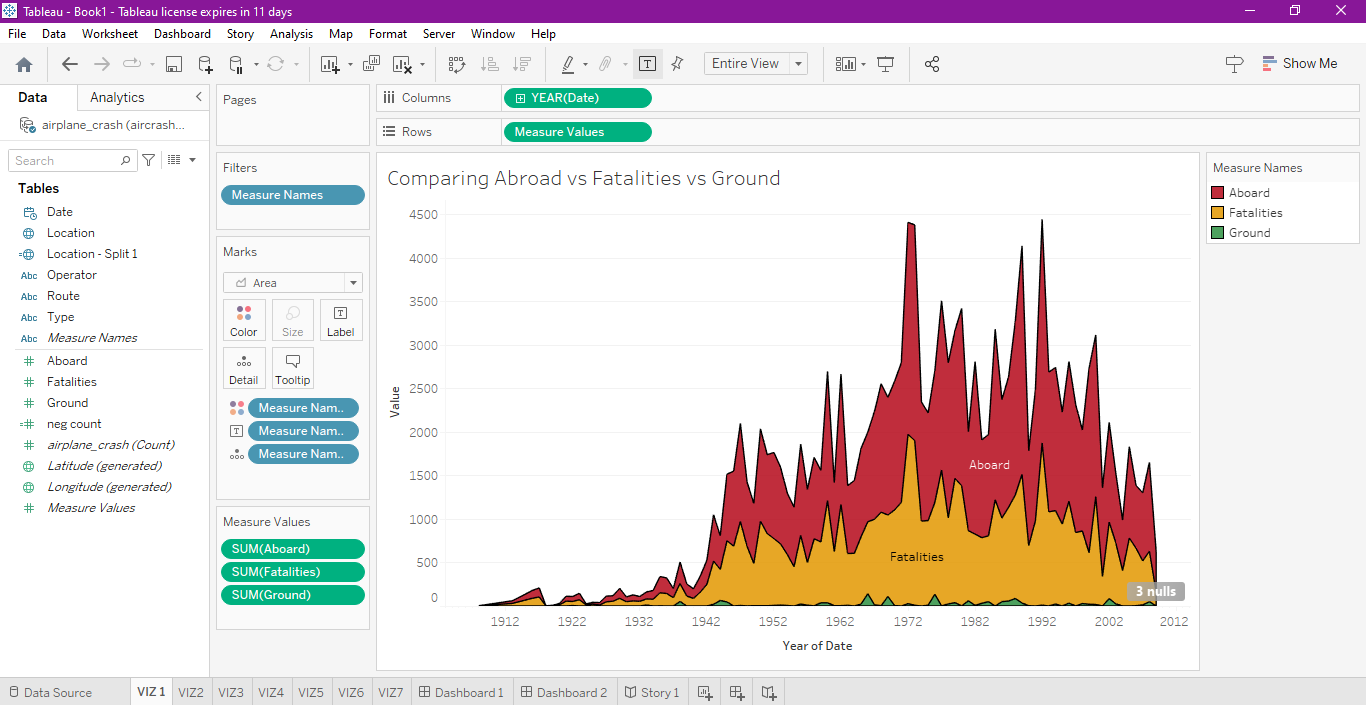 Tableau - Book1 - Tableau license expires in 11 days
File Data Worksheet Dashboard Story Analysis Map Format Server Window Help
Entire View
Show Me
Data Analytics
airplane_crash (aircrash...
Search
Tables
Date
Location
Location - Split 1
Abc Operator
Abc Route
Abc Type
Abc Measure Names
Aboard
Fatalities
Ground
neg count
airplane_crash (Count)
Latitude (generated)
Longitude (generated)
Measure Values
Pages
Filters
Measure Names
Marks
Area
Color Size Label
Detail Tooltip
Measure Nam..
Measure Nam..
Measure Nam..
Measure Values
SUM(Aboard)
SUM(Fatalities)
SUM(Ground)
Columns YEAR(Date)
Rows Measure Values
Comparing Abroad vs Fatalities vs Ground
4500
4000
3500
3000
2500
2000
1500
1000
500
0
Value
Aboard
Fatalities
3 nulls
1912 1922 1932 1942 1952 1962 1972 1982 1992 2002 2012
Year of Date
Measure Names
Aboard
Fatalities
Ground
Data Source VIZ 1 VIZ2 VIZ3 VIZ4 VIZ5 VIZ6 VIZ7 Dashboard 1 Dashboard 2 Story 1